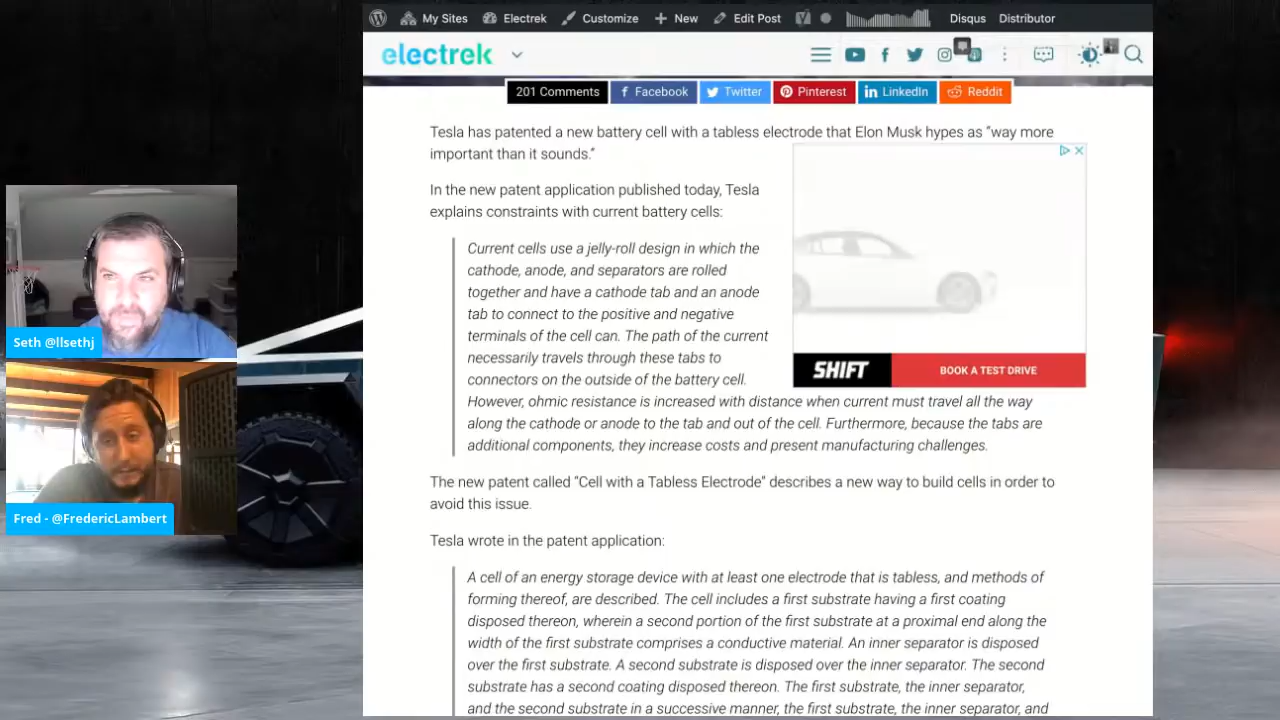 My Sites Electrek Customize New Edit Post Disqus Distributor
electrek
201 Comments Facebook Twitter Pinterest LinkedIn Reddit
Tesla has patented a new battery cell with a tabless electrode that Elon Musk hypes as “way more
important than it sounds.”
In the new patent application published today, Tesla
explains constraints with current battery cells:
Current cells use a jelly-roll design in which the
cathode, anode, and separators are rolled
together and have a cathode tab and an anode
tab to connect to the positive and negative
terminals of the cell can. The path of the current
necessarily travels through these tabs to
connectors on the outside of the battery cell.
However, ohmic resistance is increased with distance when current must travel all the way
along the cathode or anode to the tab and out of the cell. Furthermore, because the tabs are
additional components, they increase costs and present manufacturing challenges.
SHIFT BOOK A TEST DRIVE
The new patent called “Cell with a Tabless Electrode” describes a new way to build cells in order to
avoid this issue.
Tesla wrote in the patent application:
A cell of an energy storage device with at least one electrode that is tabless, and methods of
forming thereof, are described. The cell includes a first substrate having a first coating
disposed thereon, wherein a second portion of the first substrate at a proximal end along the
width of the first substrate comprises a conductive material. An inner separator is disposed
over the first substrate. A second substrate is disposed over the inner separator. The second
substrate has a second coating disposed thereon. The first substrate, the inner separator,
and the second substrate in a successive manner, the first substrate, the inner separator, and
Seth @llsethj
Fred - @FredericLambert